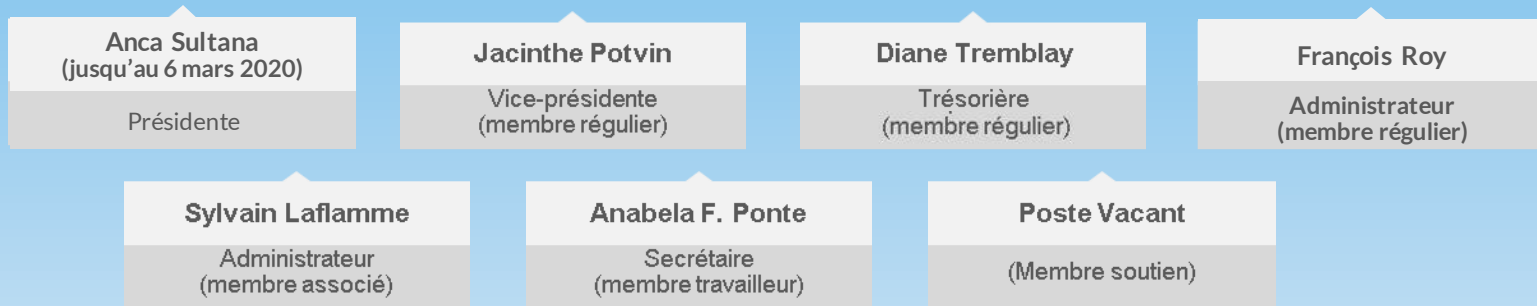 Anca Sultana
(jusqu'au 6 mars 2020)
Présidente
Jacinthe Potvin
Vice-présidente
(membre régulier)
Diane Tremblay
Trésorière
(membre régulier)
François Roy
Administrateur
(membre régulier)
Sylvain Laflamme
Administrateur
(membre associé)
Anabela F. Ponte
Secrétaire
(membre travailleur)
Poste Vacant
(Membre soutien)